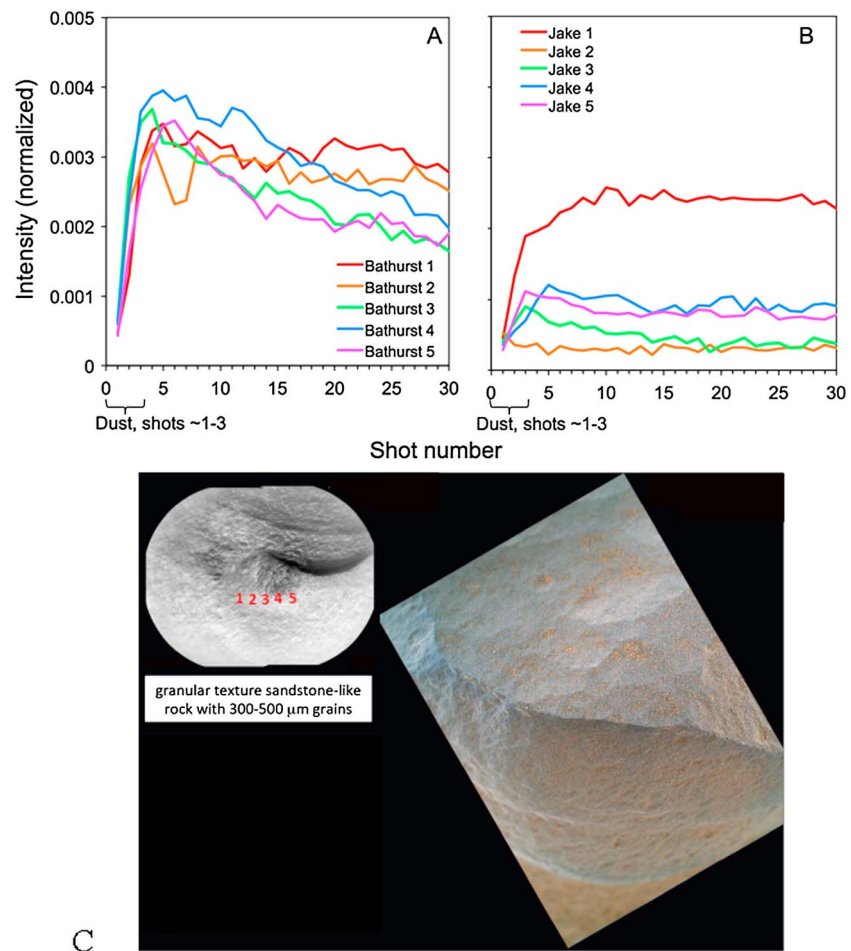 A
0.005
0.004
0.003
0.002
0.001
0
Intensity (normalized)
Bathurst 1
Bathurst 2
Bathurst 3
Bathurst 4
Bathurst 5
0 5 10 15 20 25 30
Dust, shots ~1-3
B
Jake 1
Jake 2
Jake 3
Jake 4
Jake 5
0 5 10 15 20 25 30
Dust, shots ~1-3
Shot number
1 2 3 4 5
granular texture sandstone-like
rock with 300-500 μm grains
C